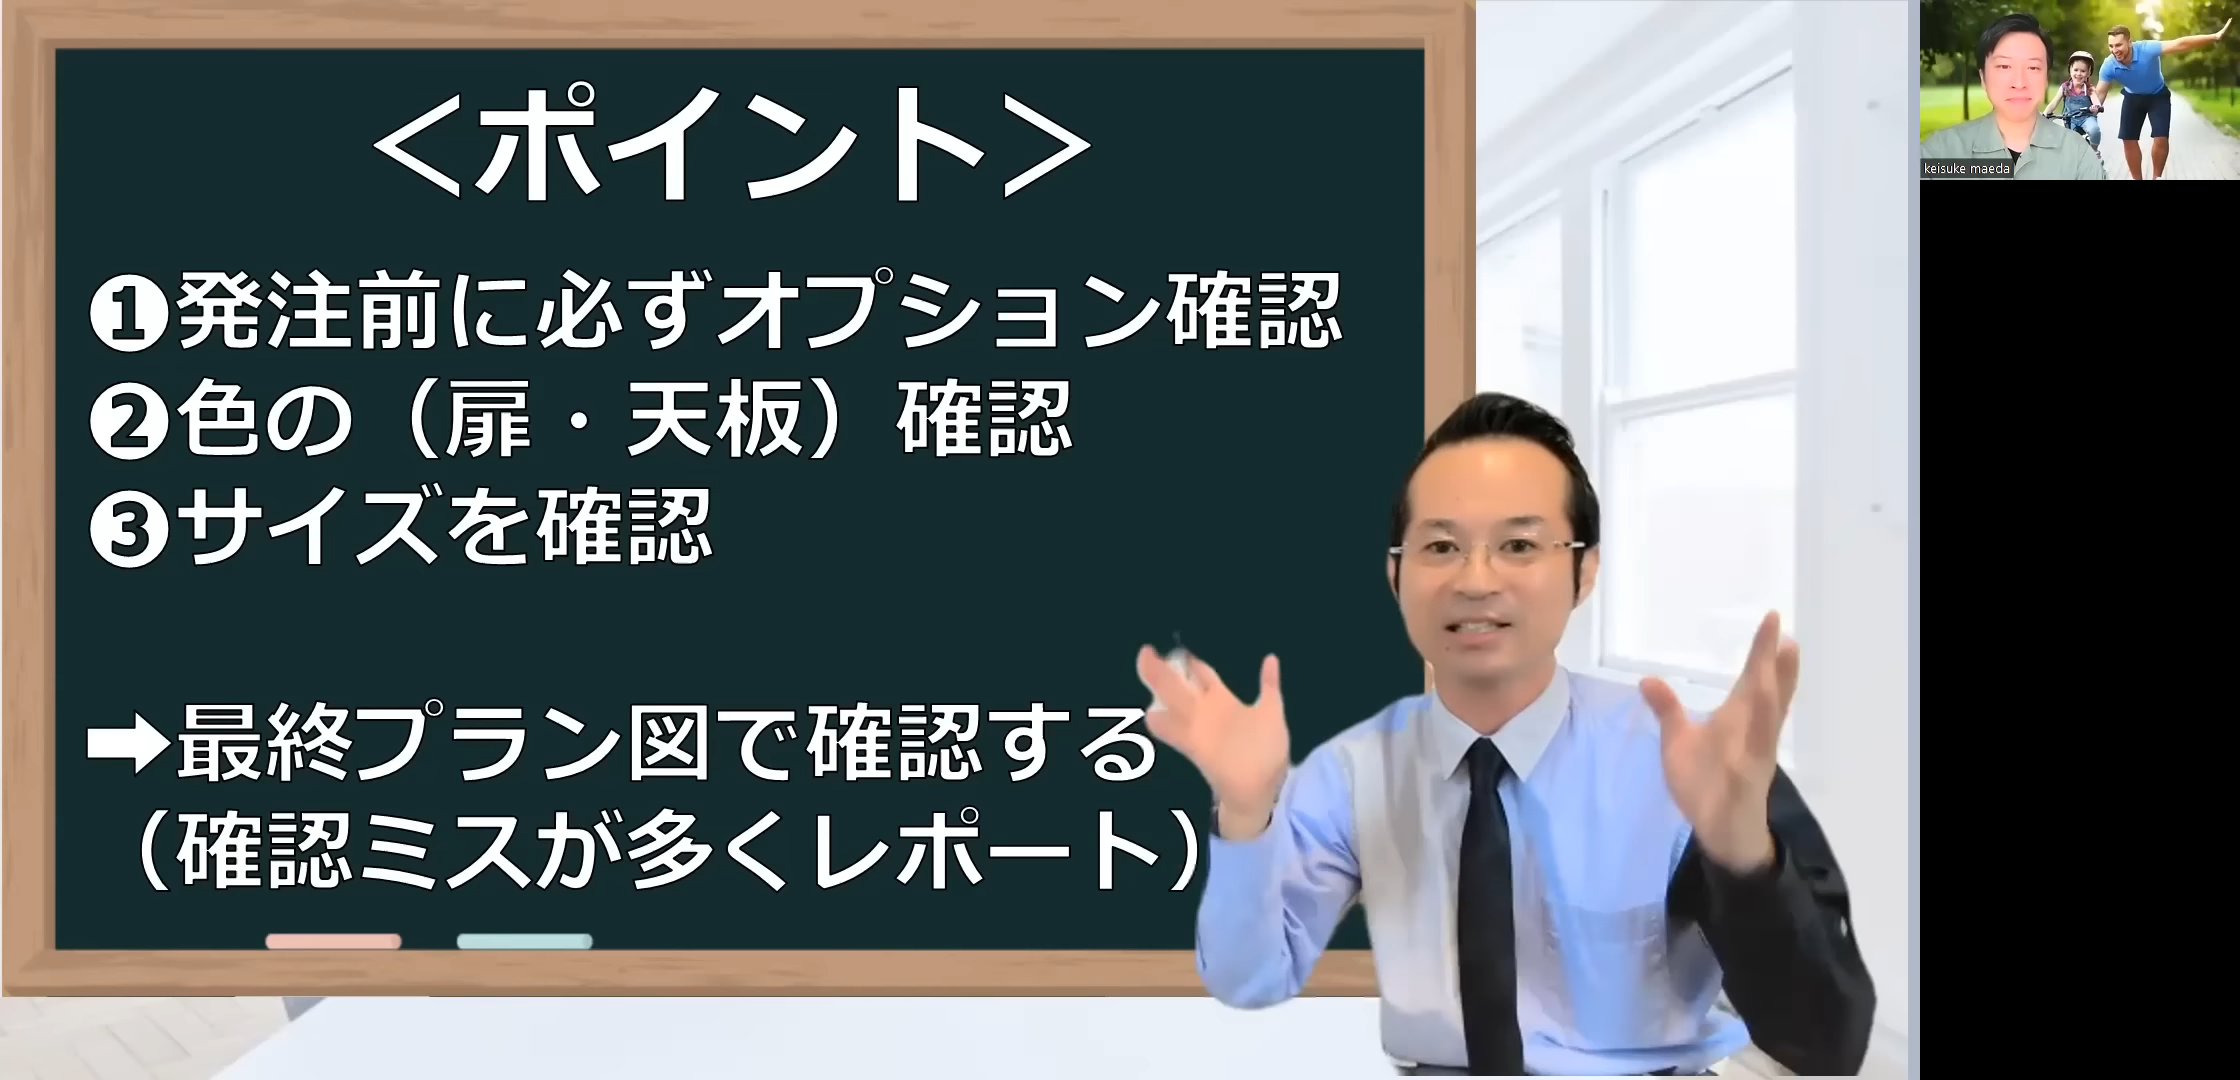 ＜ポイント＞
❶発注前に必ずオプション確認
❷色の（扉・天板）確認
❸サイズを確認
➡最終プラン図で確認する
（確認ミスが多くレポート）
keisuke maeda